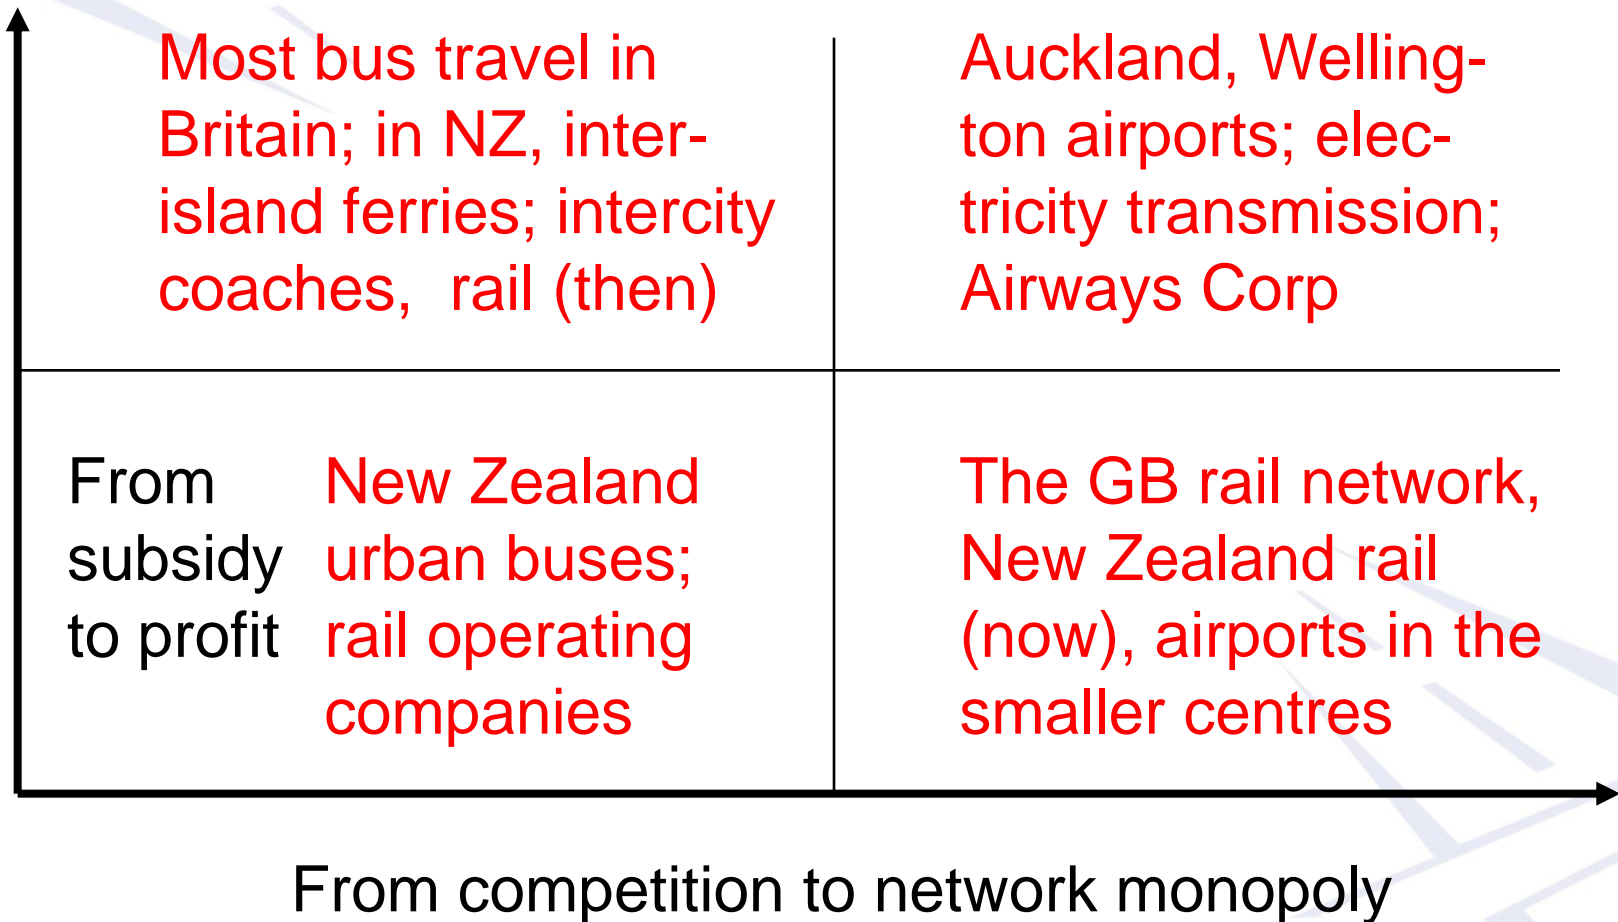 Most bus travel in
Britain; in NZ, inter-
island ferries; intercity
coaches,  rail (then)
Auckland, Welling-
ton airports; elec-
tricity transmission;
Airways Corp
From
subsidy
to profit
New Zealand
urban buses;
rail operating
companies
The GB rail network,
New Zealand rail
(now), airports in the
smaller centres
From competition to network monopoly